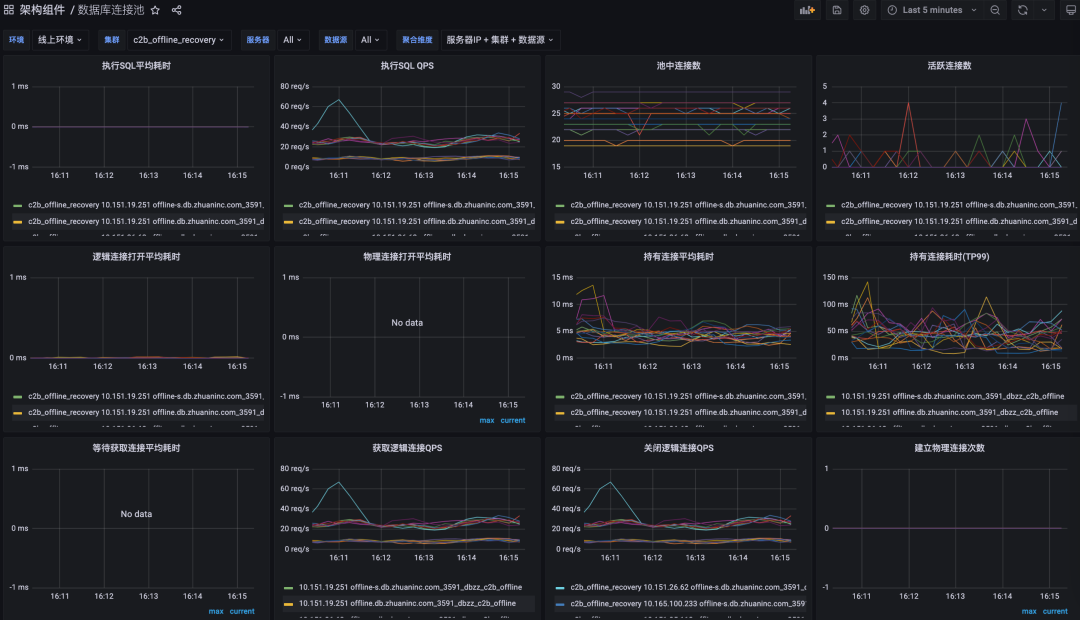 架构组件 / 数据库连接池
Last 5 minutes
环境 线上环境 集群 c2b_offline_recovery 服务器 All 数据源 All 聚合维度 服务器IP + 集群 + 数据源
执行SQL平均耗时
1 ms
0 ms
-1 ms
16:11 16:12 16:13 16:14 16:15
c2b_offline_recovery 10.151.19.251 offline-s.db.zhuaninc.com_3591_
c2b_offline_recovery 10.151.19.251 offline.db.zhuaninc.com_3591_d
执行SQL QPS
80 req/s
60 req/s
40 req/s
20 req/s
0 req/s
16:11 16:12 16:13 16:14 16:15
c2b_offline_recovery 10.151.19.251 offline-s.db.zhuaninc.com_3591_
c2b_offline_recovery 10.151.19.251 offline.db.zhuaninc.com_3591_d
池中连接数
30
25
20
15
16:11 16:12 16:13 16:14 16:15
c2b_offline_recovery 10.151.19.251 offline-s.db.zhuaninc.com_3591_
c2b_offline_recovery 10.151.19.251 offline.db.zhuaninc.com_3591_d
活跃连接数
5
4
3
2
1
0
16:11 16:12 16:13 16:14 16:15
c2b_offline_recovery 10.151.19.251 offline-s.db.zhuaninc.com_3591_
c2b_offline_recovery 10.151.19.251 offline.db.zhuaninc.com_3591_d
逻辑连接打开平均耗时
1 ms
0 ms
16:11 16:12 16:13 16:14 16:15
c2b_offline_recovery 10.151.19.251 offline-s.db.zhuaninc.com_3591_
c2b_offline_recovery 10.151.19.251 offline.db.zhuaninc.com_3591_d
物理连接打开平均耗时
1 ms
No data
0 ms
-1 ms
16:11 16:12 16:13 16:14 16:15
max current
持有连接平均耗时
15 ms
10 ms
5 ms
0 ms
16:11 16:12 16:13 16:14 16:15
c2b_offline_recovery 10.151.19.251 offline-s.db.zhuaninc.com_3591_
c2b_offline_recovery 10.151.19.251 offline.db.zhuaninc.com_3591_d
持有连接耗时(TP99)
150 ms
100 ms
50 ms
0 ms
16:11 16:12 16:13 16:14 16:15
10.151.19.251 offline-s.db.zhuaninc.com_3591_dbzz_c2b_offline
10.151.19.251 offline.db.zhuaninc.com_3591_dbzz_c2b_offline
等待获取连接平均耗时
1 ms
No data
0 ms
-1 ms
16:11 16:12 16:13 16:14 16:15
max current
获取逻辑连接QPS
80 req/s
60 req/s
40 req/s
20 req/s
0 req/s
16:11 16:12 16:13 16:14 16:15
10.151.19.251 offline-s.db.zhuaninc.com_3591_dbzz_c2b_offline
10.151.19.251 offline.db.zhuaninc.com_3591_dbzz_c2b_offline
关闭逻辑连接QPS
80 req/s
60 req/s
40 req/s
20 req/s
0 req/s
16:11 16:12 16:13 16:14 16:15
c2b_offline_recovery 10.151.26.62 offline-s.db.zhuaninc.com_3591_c
c2b_offline_recovery 10.165.100.233 offline-s.db.zhuaninc.com_359
建立物理连接次数
1
0
-1
16:11 16:12 16:13 16:14 16:15
max current